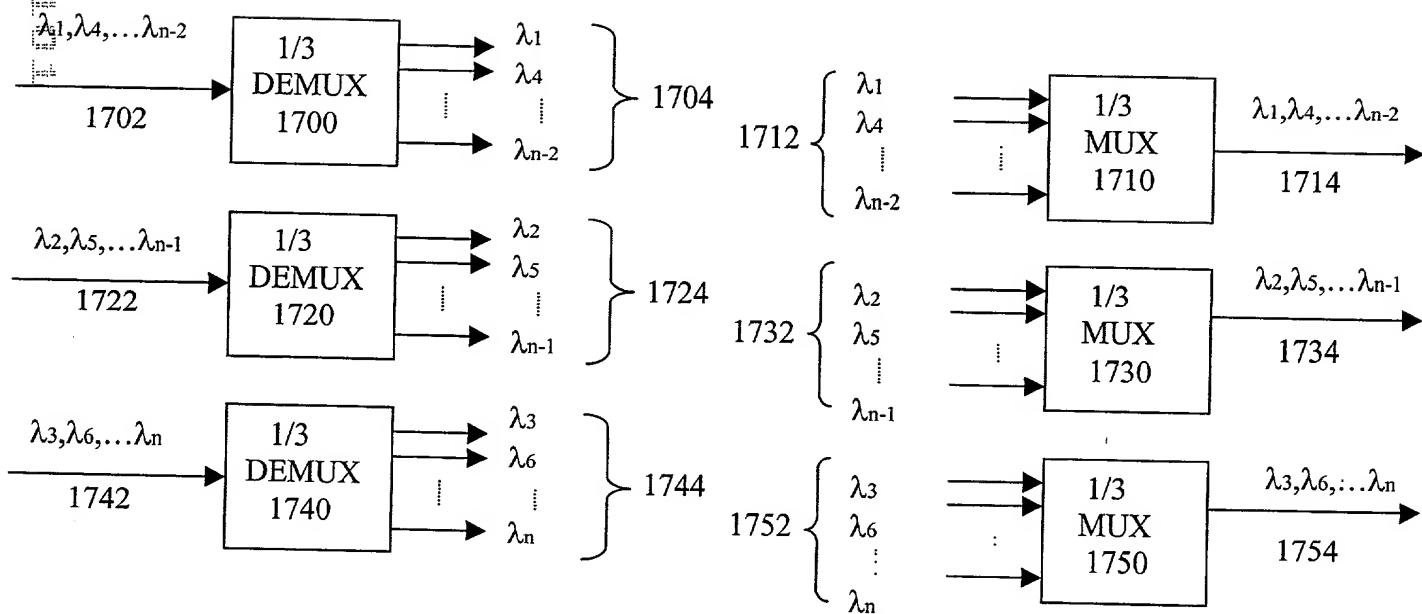 λ1,λ4,…λn-2
1702
1/3
DEMUX
1700
λ1
λ4
λn-2
1704
1712
λ1
λ4
λn-2
1/3
MUX
1710
λ1,λ4,…λn-2
1714
λ2,λ5,…λn-1
1722
1/3
DEMUX
1720
λ2
λ5
λn-1
1724
1732
λ2
λ5
λn-1
1/3
MUX
1730
λ2,λ5,…λn-1
1734
λ3,λ6,…λn
1742
1/3
DEMUX
1740
λ3
λ6
λn
1744
1752
λ3
λ6
λn
1/3
MUX
1750
λ3,λ6,…λn
1754